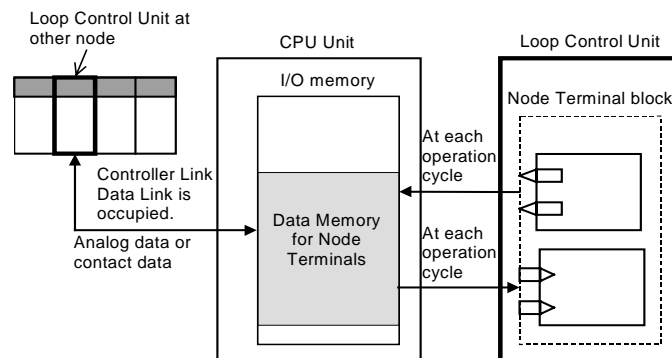 Loop Control Unit at
other node
CPU Unit
Loop Control Unit
I/O memory
Node Terminal block
At each
operation
cycle
Controller Link
Data Link is
occupied.
Analog data or
contact data
Data Memory
for Node
Terminals
At each
operation
cycle